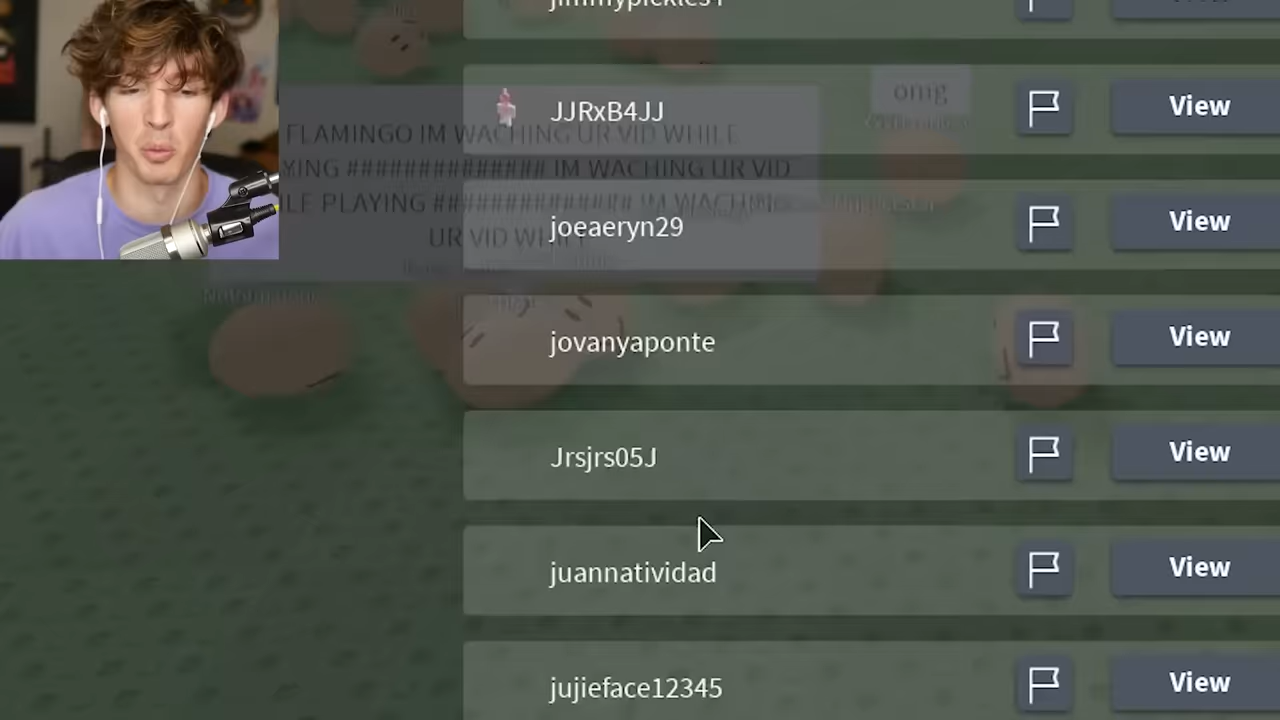 jimmypickles4
omg
JJRxB4JJ
View
FLAMINGO IM WACHING UR VID WHILE
YING ############## IM WACHING UR VID
ILE PLAYING ############## IM WACHING
UR VID WHILE
joeaeryn29
View
jovanyaponte
View
Jrsjrs05J
View
juannatividad
View
jujieface12345
View